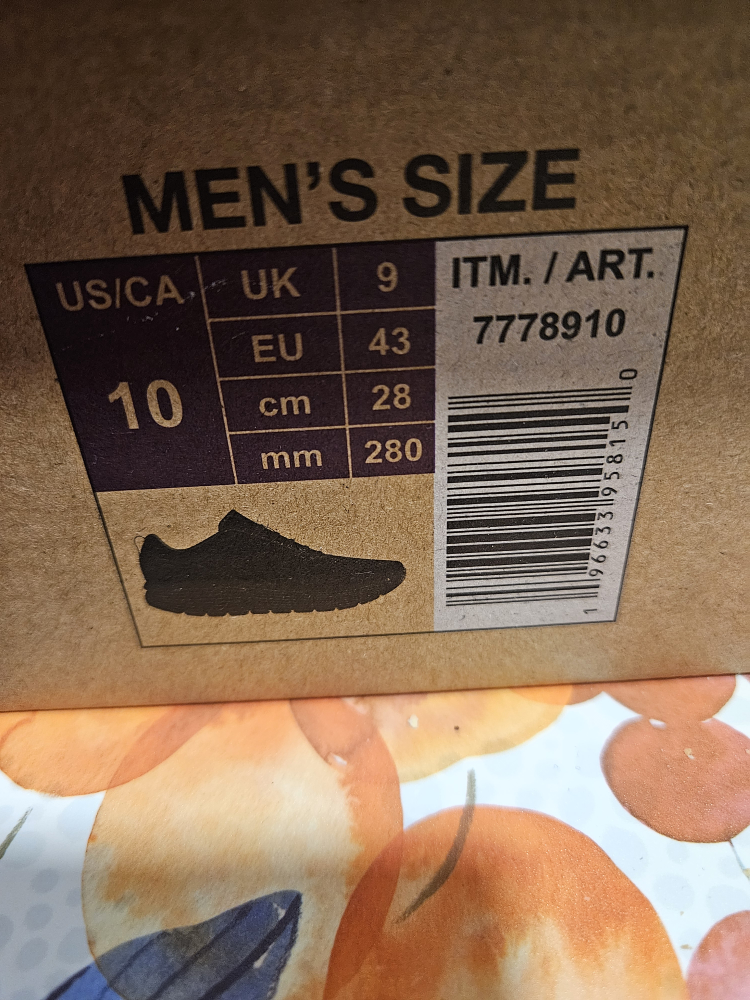 MEN'S SIZE
US/CA
10
UK 9
EU 43
cm 28
mm 280
ITM. / ART.
7778910
1 96633 95815 0